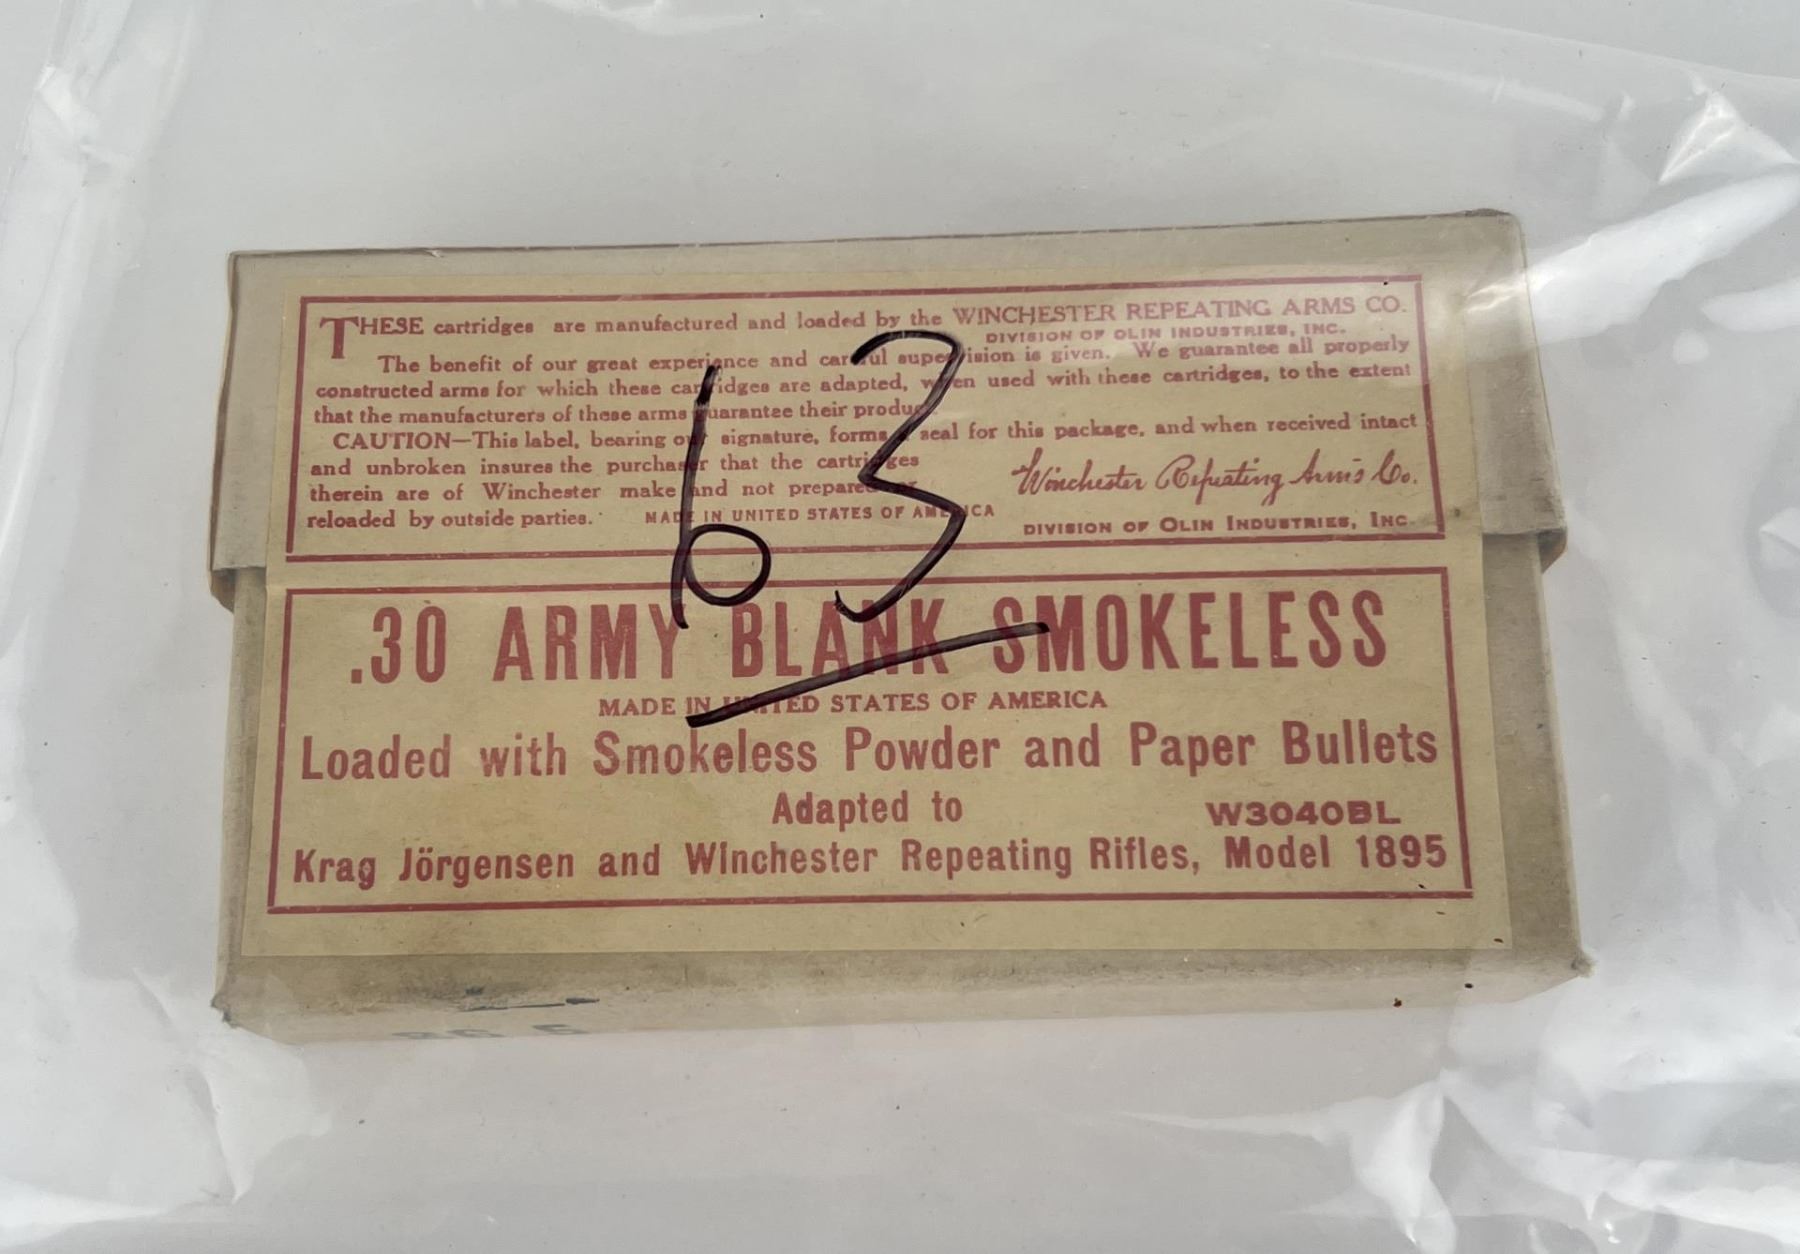 THESE cartridges are manufactured and loaded by the WINCHESTER REPEATING ARMS CO.
DIVISION OF OLIN INDUSTRIES, INC.
The benefit of our great experience and careful supervision is given. We guarantee all properly
constructed arms for which these cartridges are adapted, when used with these cartridges, to the extent
that the manufacturers of these arms guarantee their product.
CAUTION—This label, bearing our signature, forms a seal for this package, and when received intact
and unbroken insures the purchaser that the cartridges
therein are of Winchester make and not prepared or
reloaded by outside parties.
MADE IN UNITED STATES OF AMERICA
Winchester Repeating Arms Co.
DIVISION OF OLIN INDUSTRIES, INC.
63
.30 ARMY BLANK SMOKELESS
MADE IN UNITED STATES OF AMERICA
Loaded with Smokeless Powder and Paper Bullets
Adapted to
W3040BL
Krag Jörgensen and Winchester Repeating Rifles, Model 1895